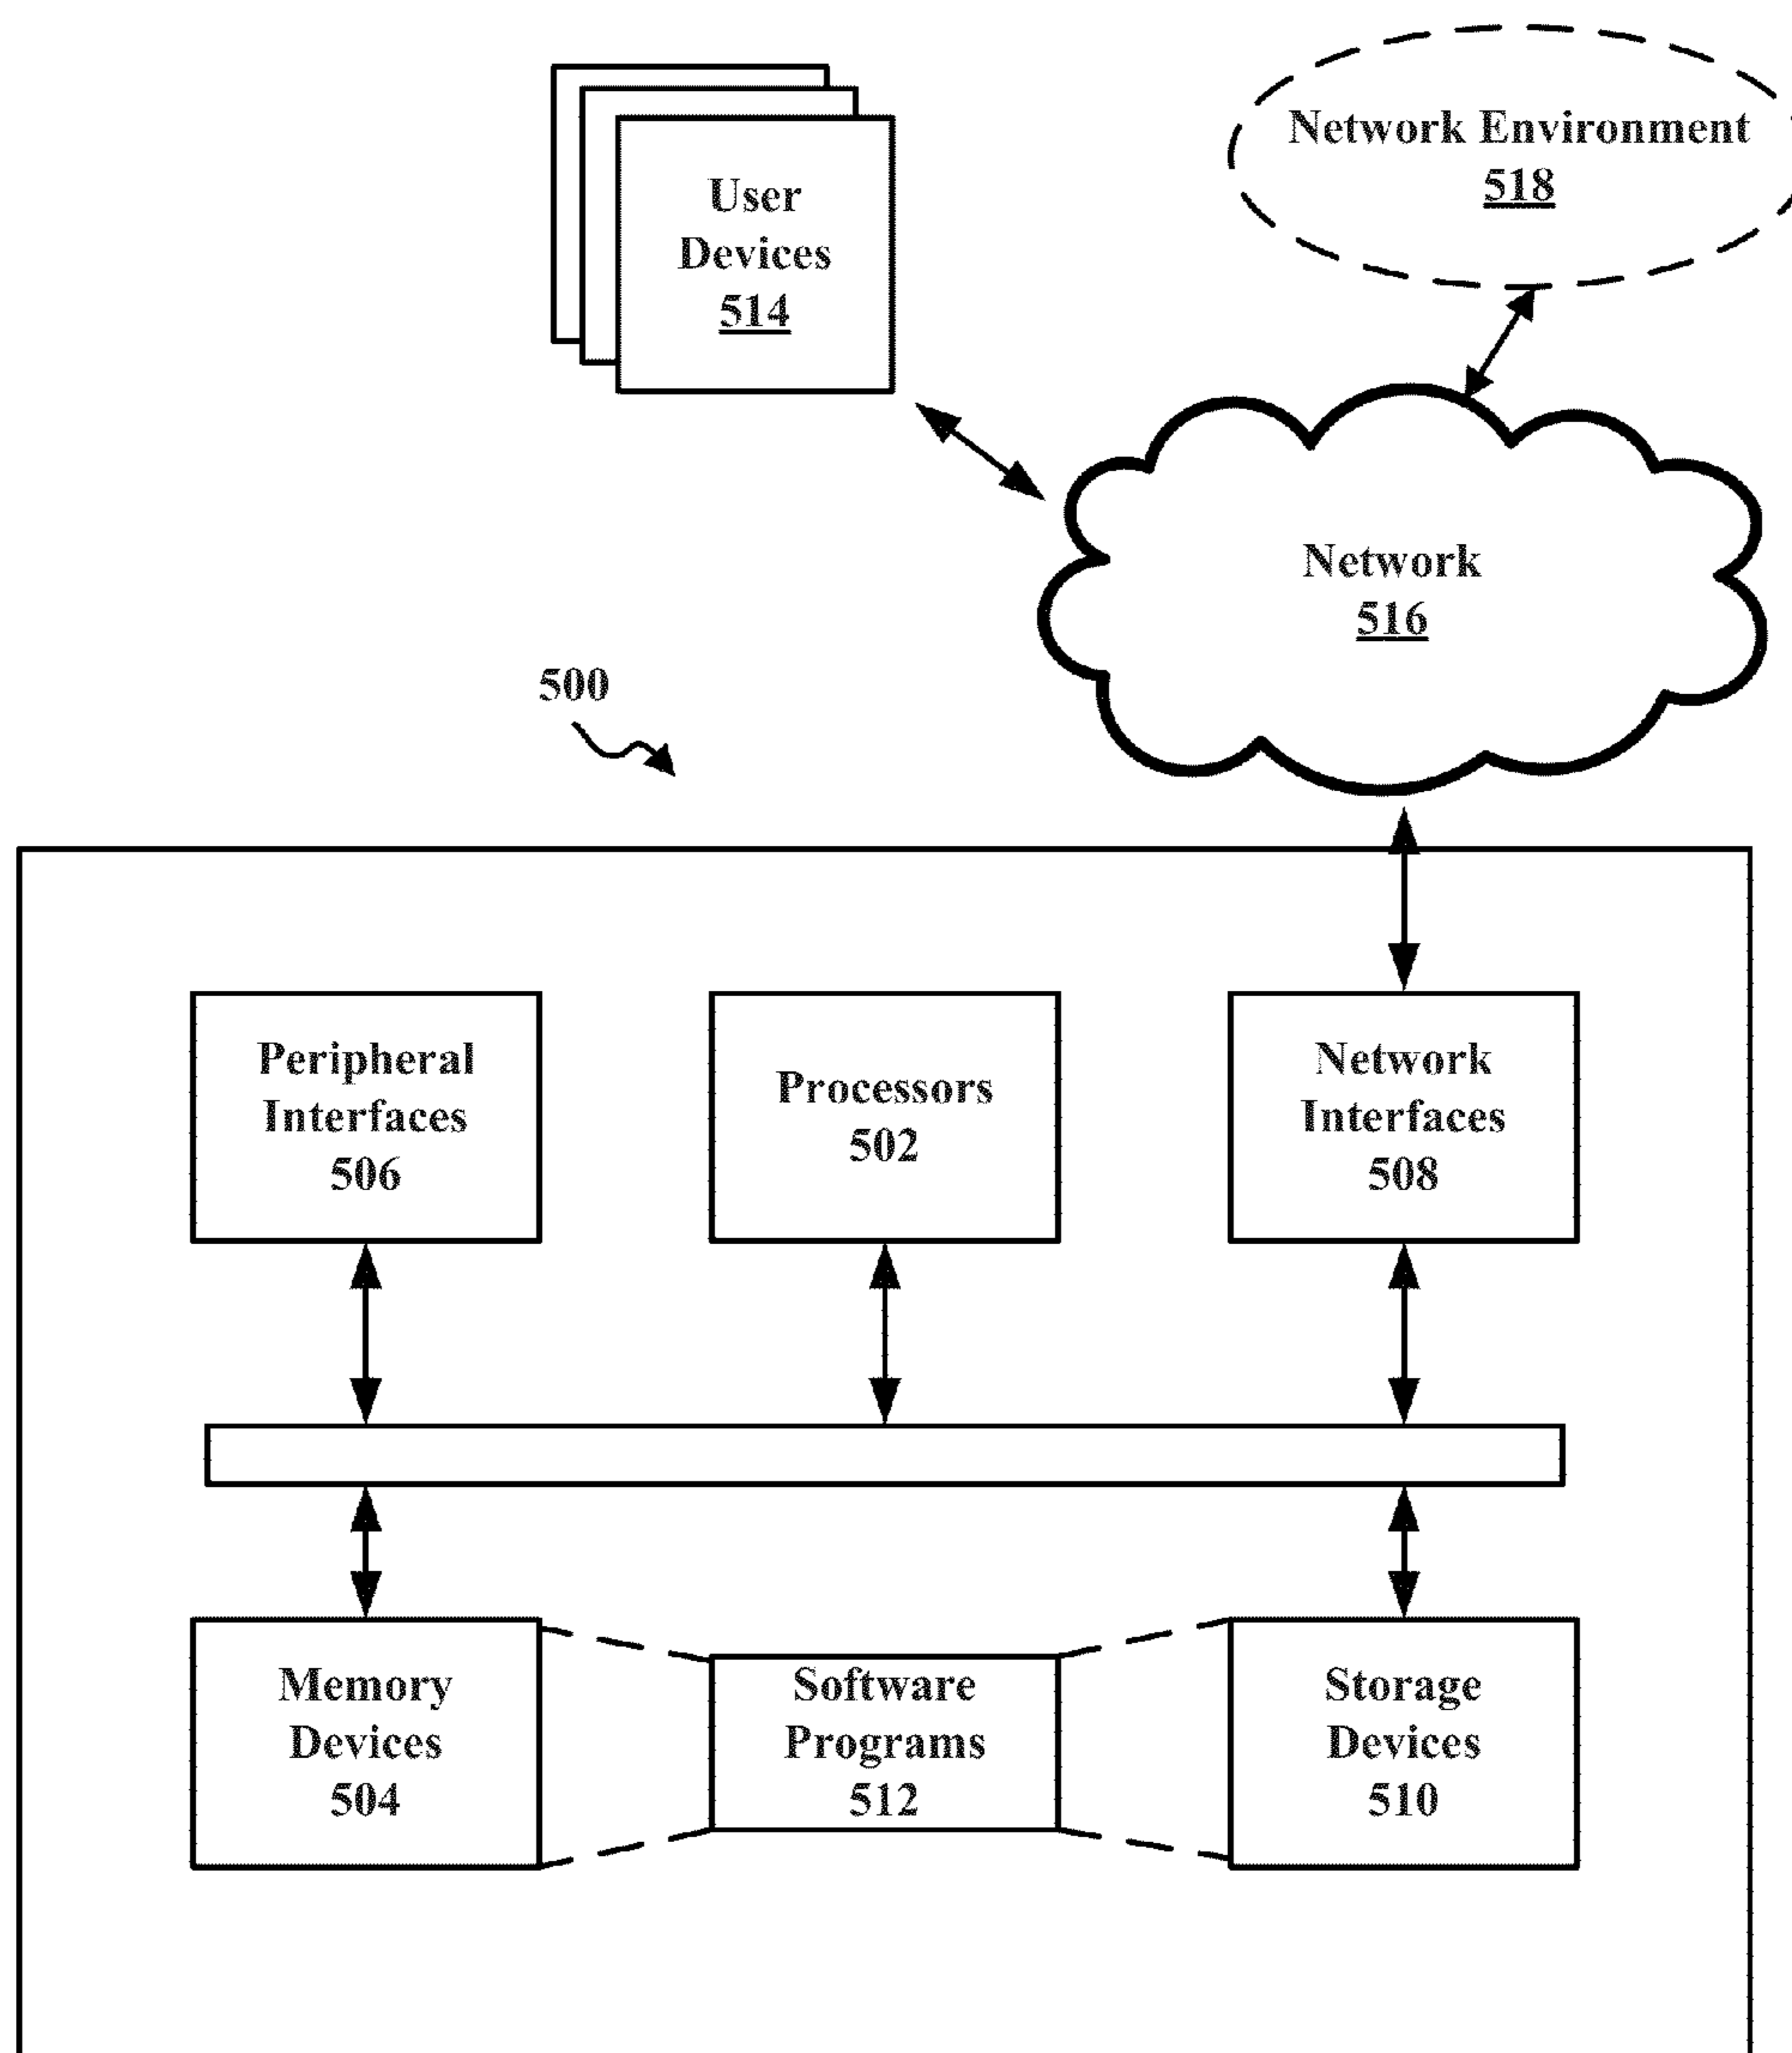 Network Environment
518
User
Devices
514
Network
516
500
Peripheral
Interfaces
506
Processors
502
Network
Interfaces
508
Memory
Devices
504
Software
Programs
512
Storage
Devices
510